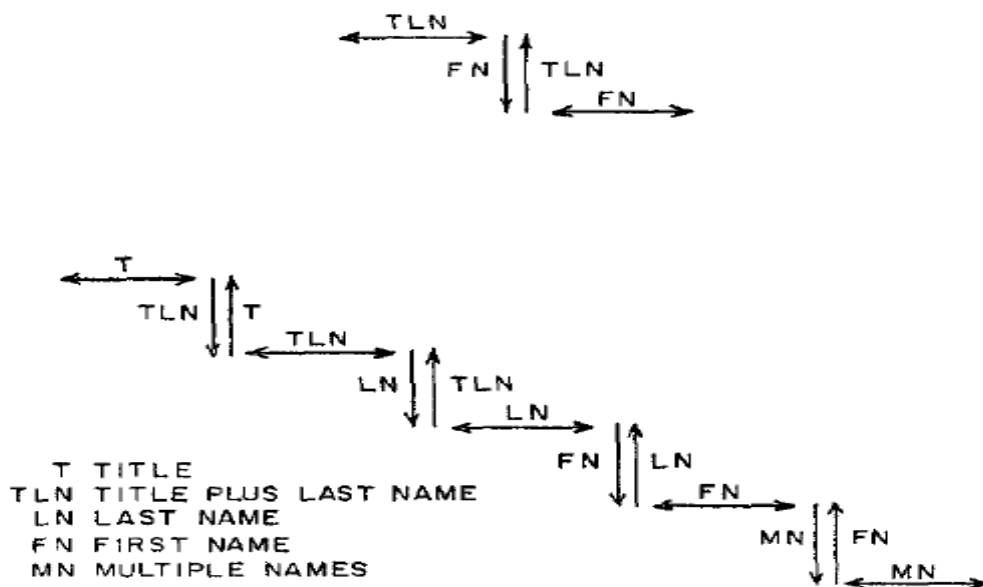 TLN
FN TLN
FN
T
TLN T
TLN
LN TLN
LN
FN LN
FN
MN FN
MN
T TITLE
TLN TITLE PLUS LAST NAME
LN LAST NAME
FN FIRST NAME
MN MULTIPLE NAMES